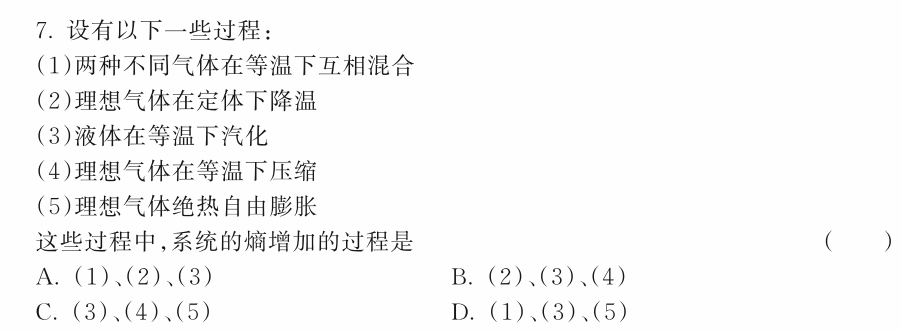 7. 设有以下一些过程:
(1)两种不同气体在等温下互相混合
(2)理想气体在定体下降温
(3)液体在等温下汽化
(4)理想气体在等温下压缩
(5)理想气体绝热自由膨胀
这些过程中,系统的熵增加的过程是 (  )
A. (1)、(2)、(3) B. (2)、(3)、(4)
C. (3)、(4)、(5) D. (1)、(3)、(5)